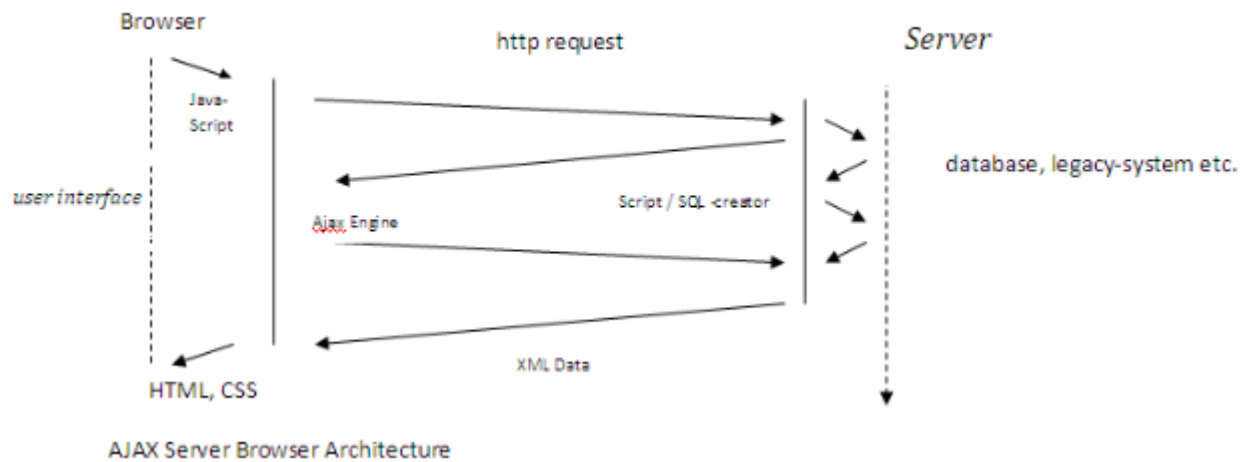 Browser
http request
Server
Java-
Script
database, legacy-system etc.
user interface
Script / SQL -creator
Ajax Engine
XML Data
HTML, CSS
AJAX Server Browser Architecture